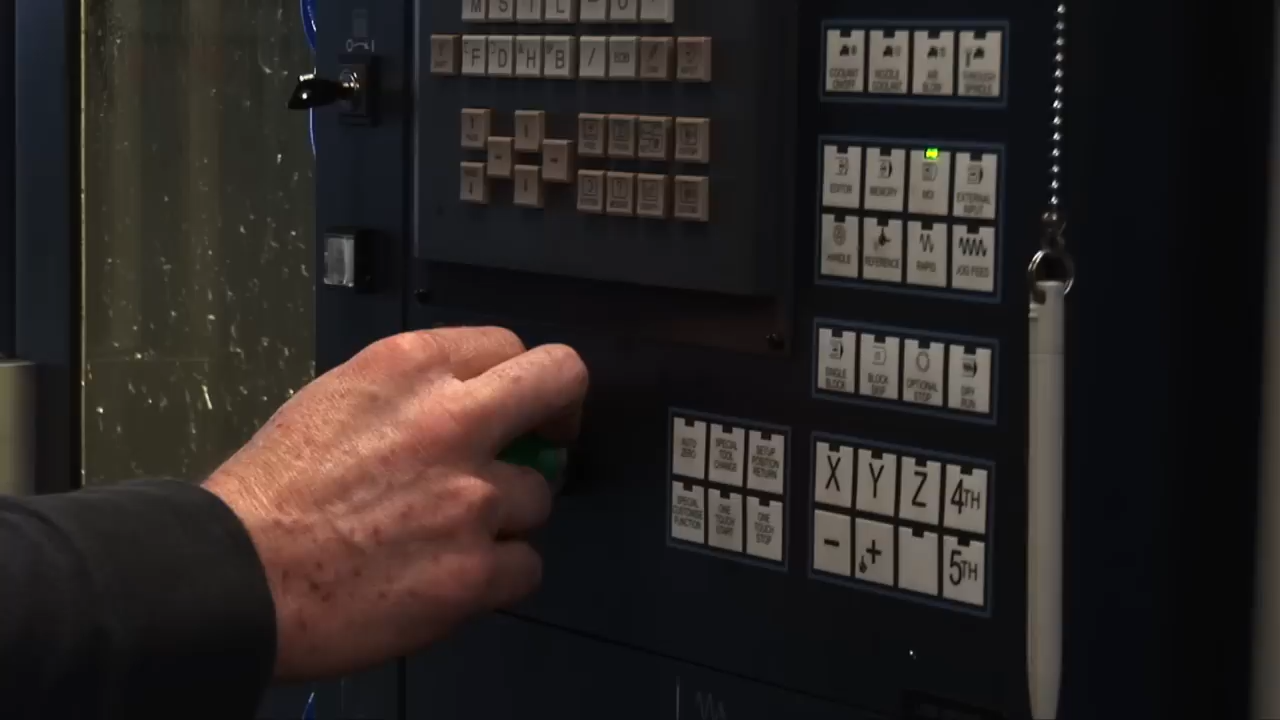 M S T L
F D H B / EOB
COOLANT ON/OFF
NOZZLE COOLANT
AIR BLOW
THROUGH SPINDLE
EDITOR
MEMORY
MDI
EXTERNAL INPUT
HANDLE
REFERENCE
RAPID
JOG FEED
SINGLE BLOCK
BLOCK SKIP
OPTIONAL STOP
DRY RUN
AUTO ZERO
SPECIAL TOOL CHANGE
SETUP POSITION RETURN
SPECIAL CUSTOMISE FUNCTION
ONE TOUCH START
ONE TOUCH STOP
X Y Z 4TH
- + 5TH